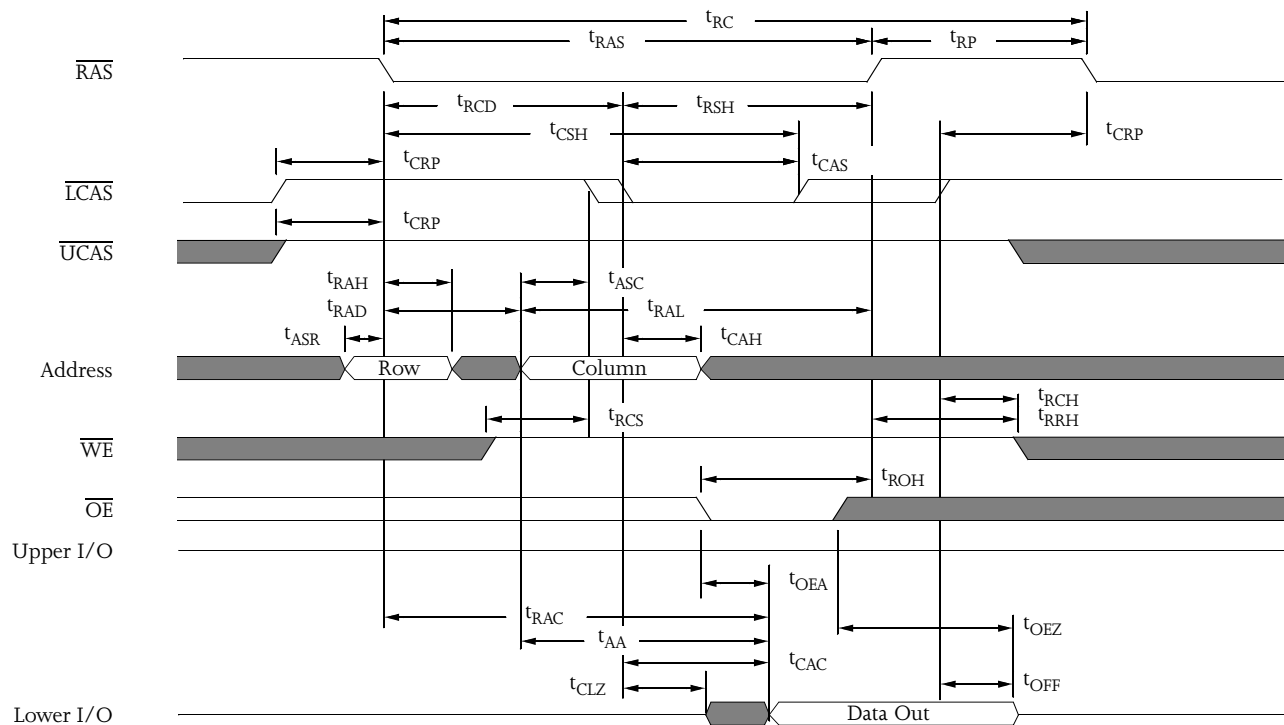 tRC
tRAS tRP
RAS
tRCD tRSH
tCSH tCRP
tCRP tCAS
LCAS
tCRP
UCAS
tRAH tASC
tRAD tRAL
tASR tCAH
Address Row Column
tRCH
tRCS tRRH
WE
tROH
OE
Upper I/O
tOEA
tRAC
tOEZ
tAA
tCAC
tCLZ tOFF
Lower I/O Data Out